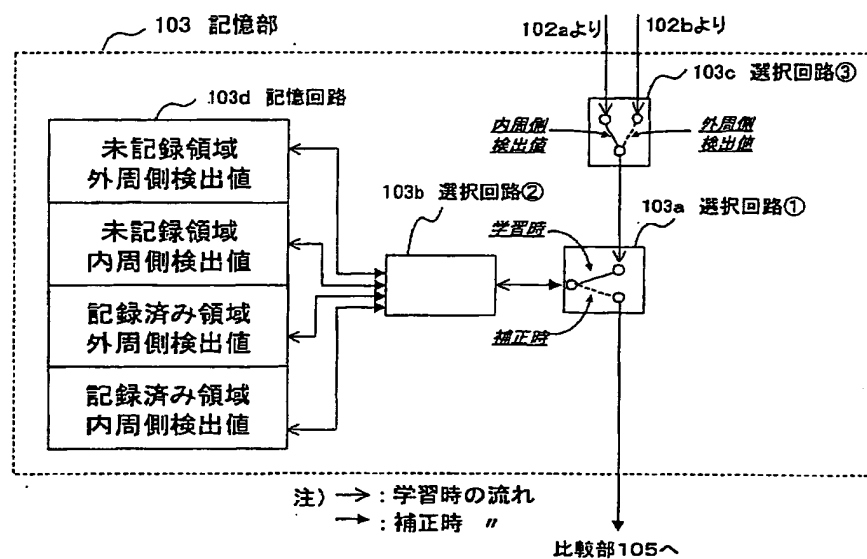 103 記憶部
102aより
102bより
103c 選択回路③
103d 記憶回路
内周側
検出値
外周側
検出値
未記録領域
外周側検出値
未記録領域
内周側検出値
記録済み領域
外周側検出値
記録済み領域
内周側検出値
103b 選択回路②
103a 選択回路①
学習時
補正時
注) → : 学習時の流れ
→ : 補正時 〃
比較部105へ